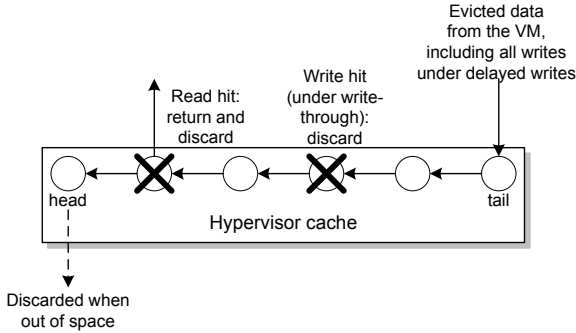 Evicted data
from the VM,
including all writes
under delayed writes
Write hit
(under write-
through):
discard
Read hit:
return and
discard
head
tail
Hypervisor cache
Discarded when
out of space